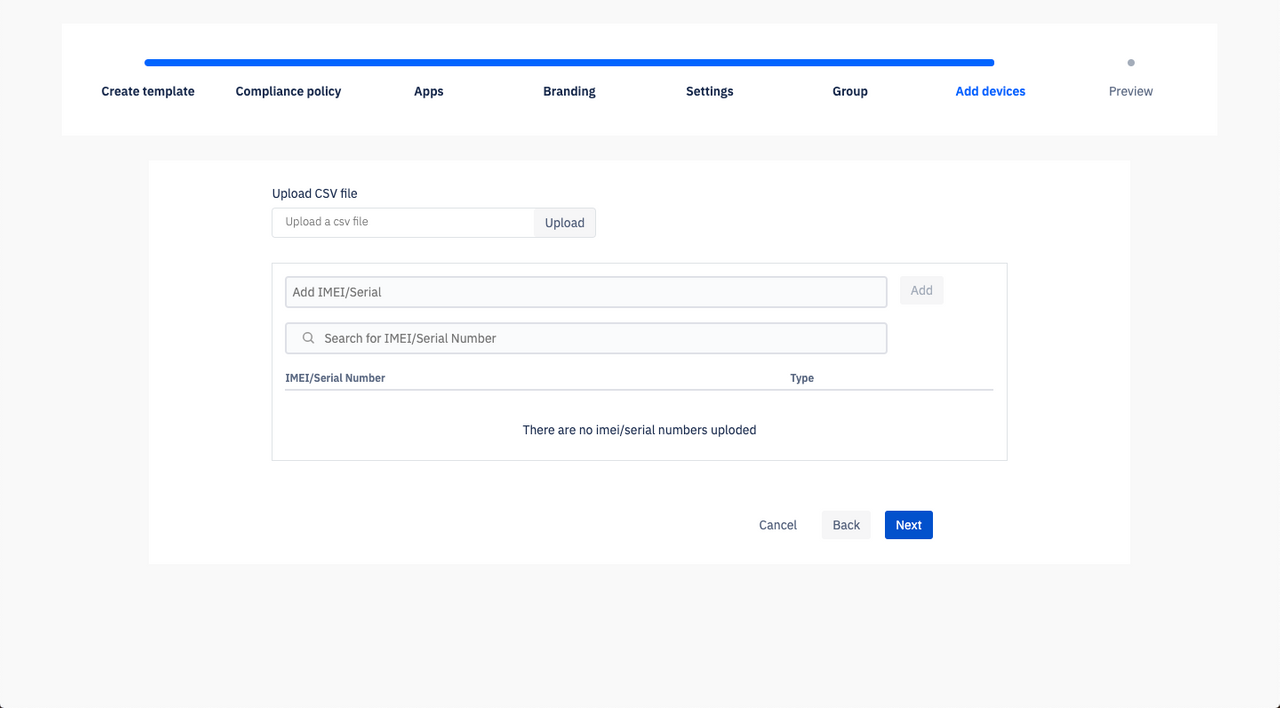 Create template Compliance policy Apps Branding Settings Group Add devices Preview
Upload CSV file
Upload a csv file Upload
Add IMEI/Serial Add
Search for IMEI/Serial Number
IMEI/Serial Number Type
There are no imei/serial numbers uploded
Cancel Back Next